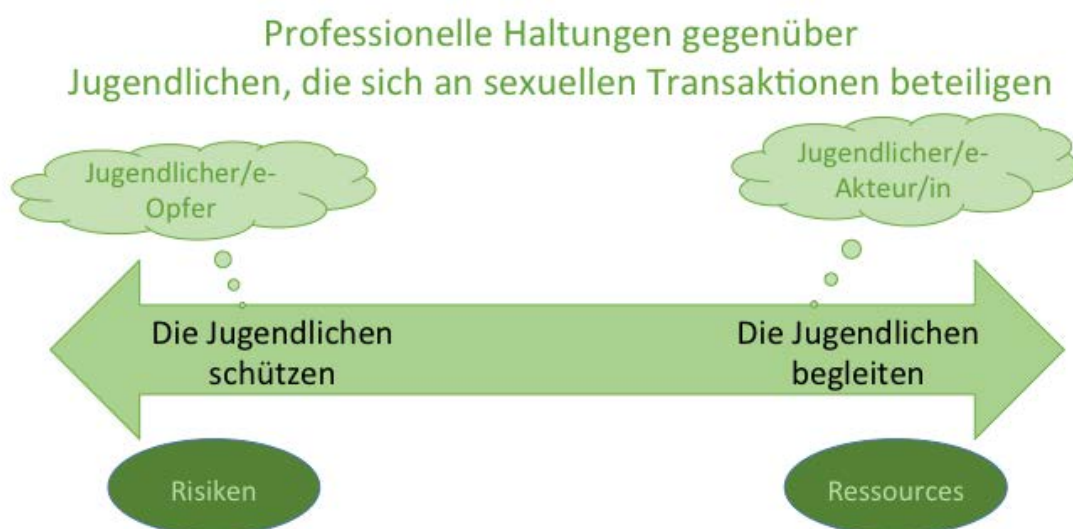 Professionelle Haltungen gegenüber
Jugendlichen, die sich an sexuellen Transaktionen beteiligen
Jugendlicher/e-
Opfer
Jugendlicher/e-
Akteur/in
Die Jugendlichen
schützen
Die Jugendlichen
begleiten
Risiken
Ressources